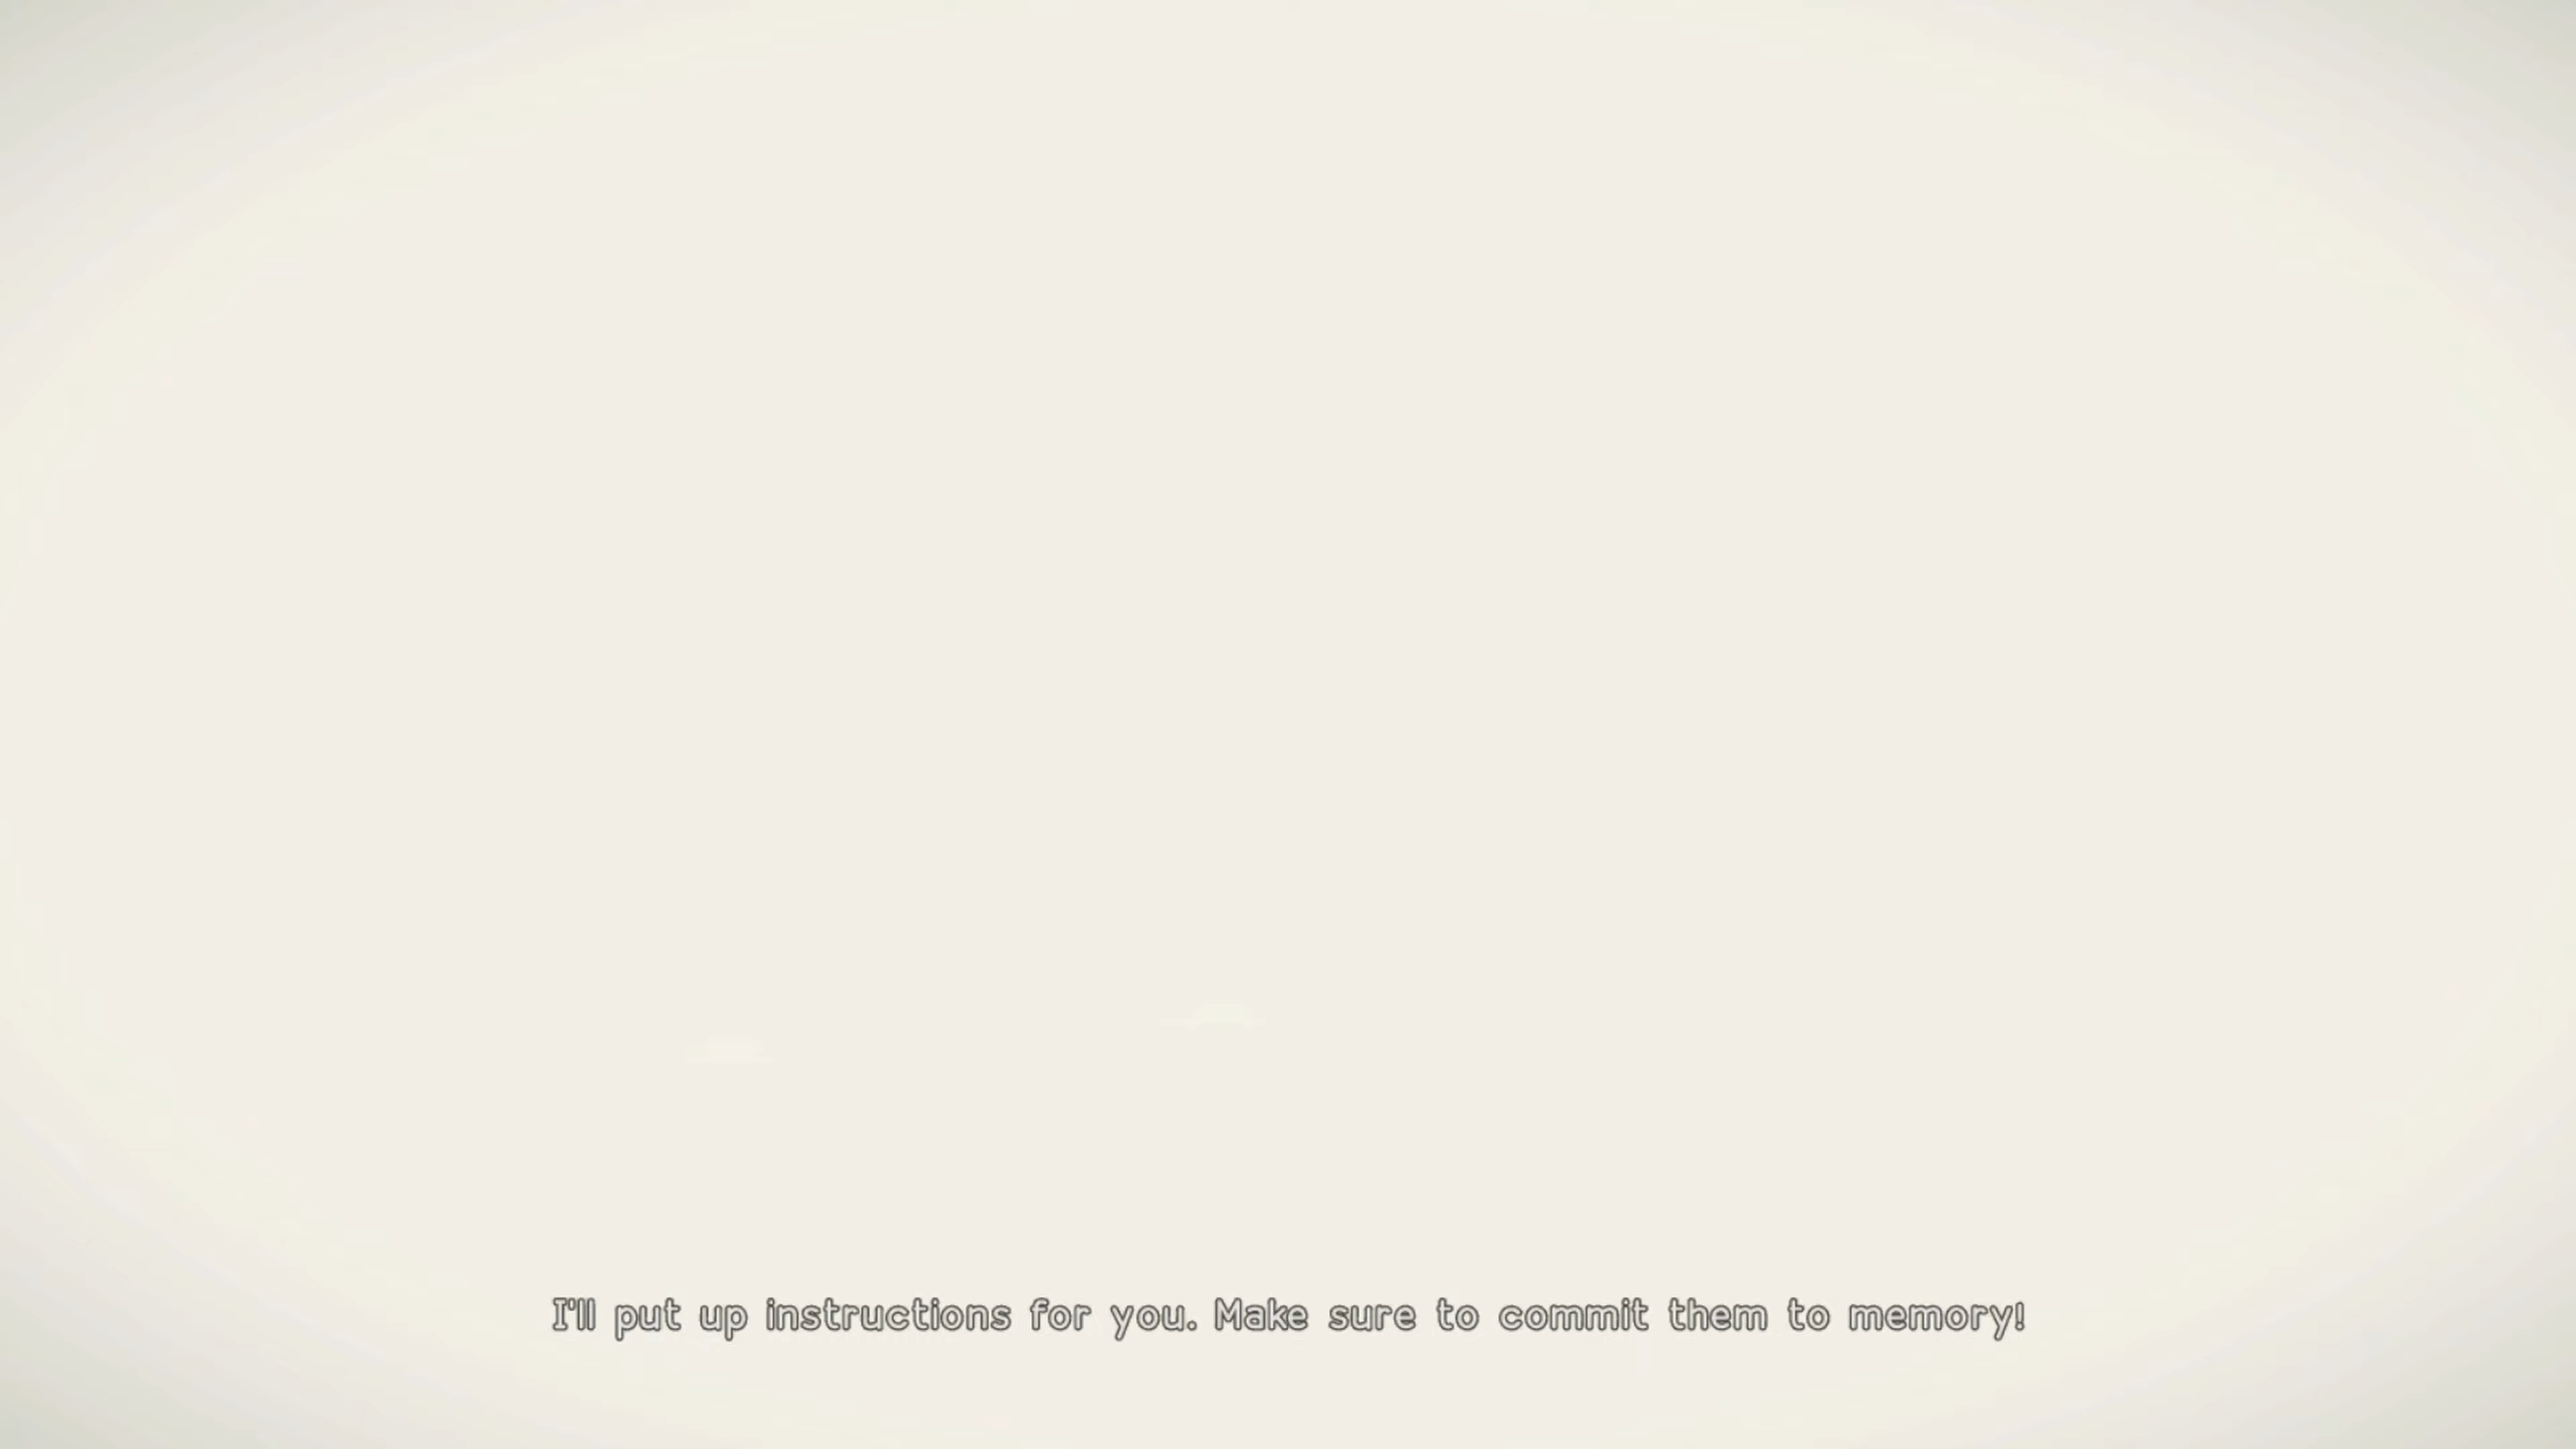 I'll put up instructions for you. Make sure to commit them to memory!